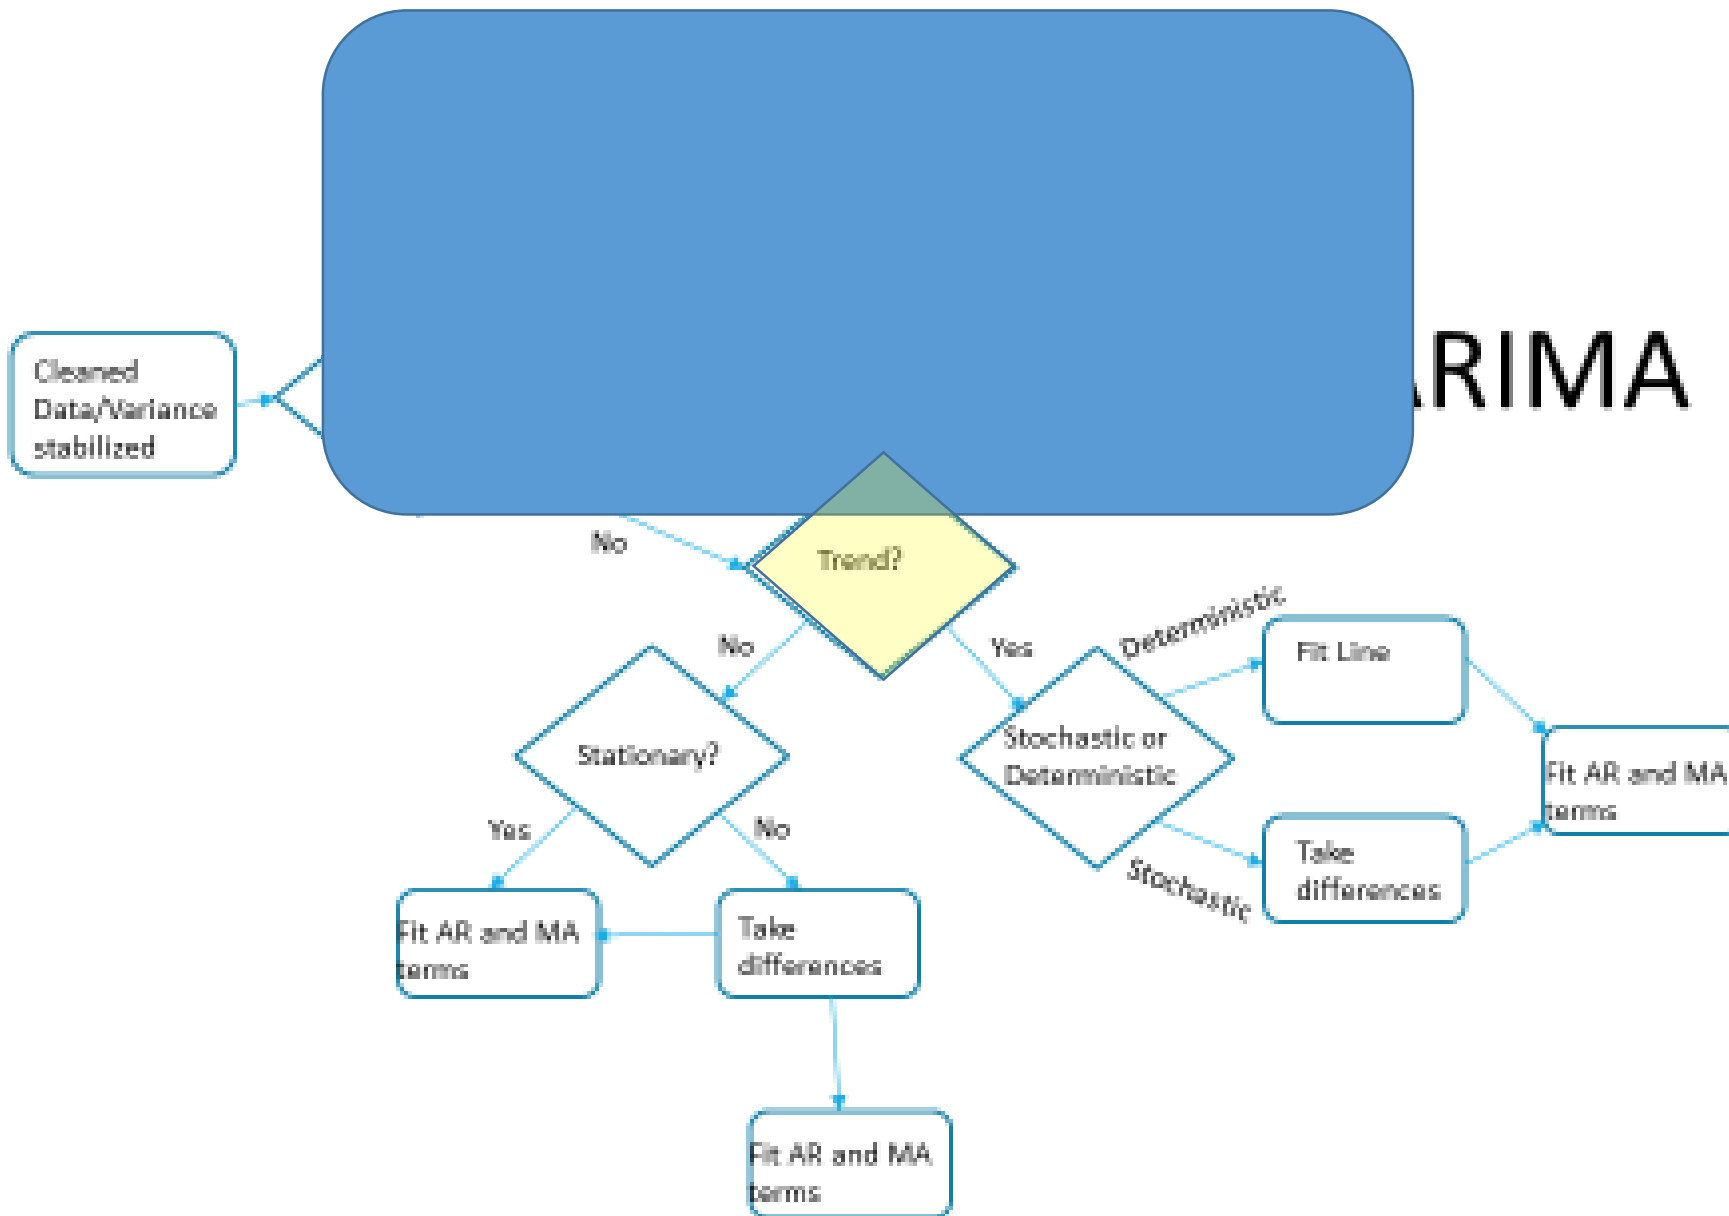 ARIMA
Cleaned
Data/Variance
stabilized
No
Trend?
No
Yes
Deterministic
Fit Line
Stationary?
Stochastic or
Deterministic
Fit AR and MA
terms
Yes
No
Stochastic
Take
differences
Fit AR and MA
terms
Take
differences
Fit AR and MA
terms